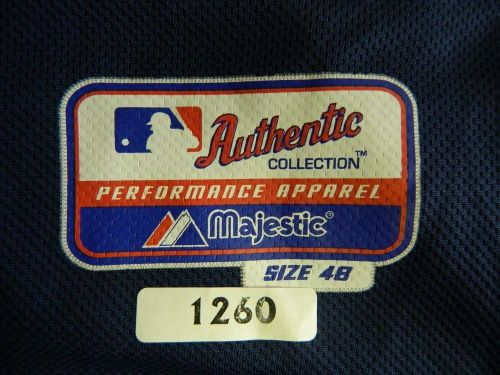 Authentic
COLLECTION™
PERFORMANCE APPAREL
Majestic®
SIZE 48
1260